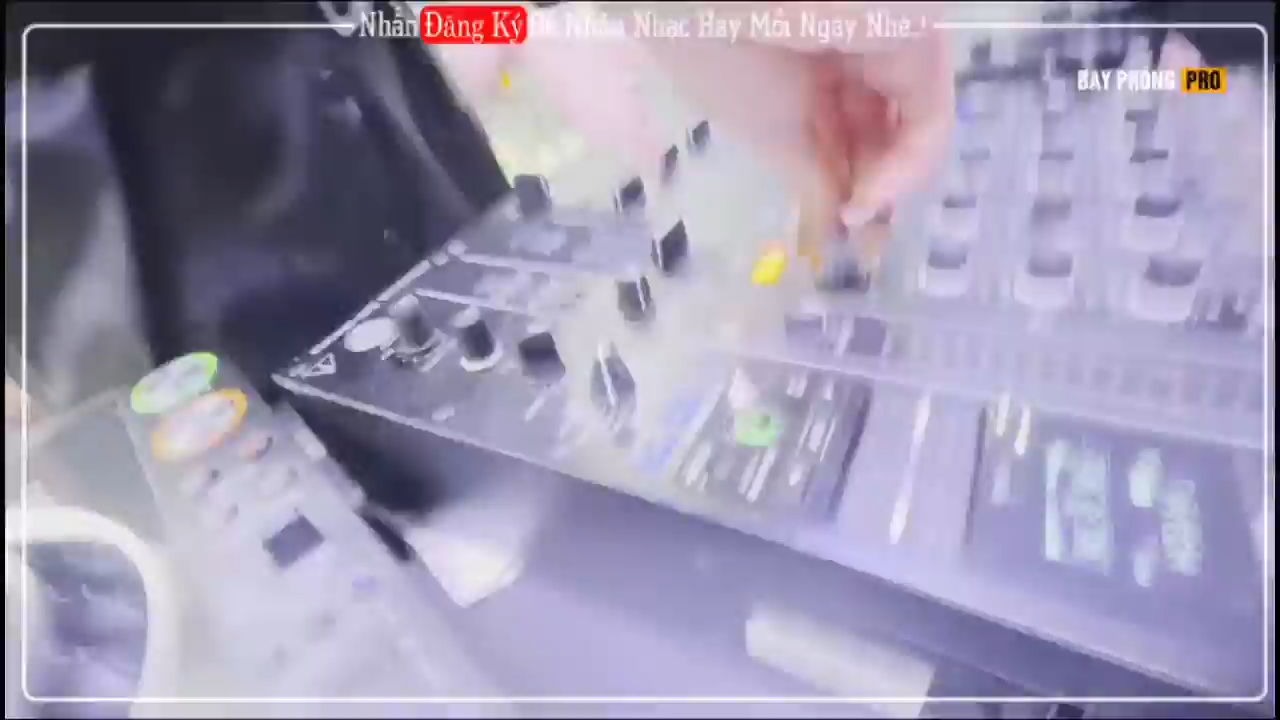 Nhấn Đăng Ký Để Nhận Nhạc Hay Mỗi Ngày Nhé..!
BAY PHÒNG PRO